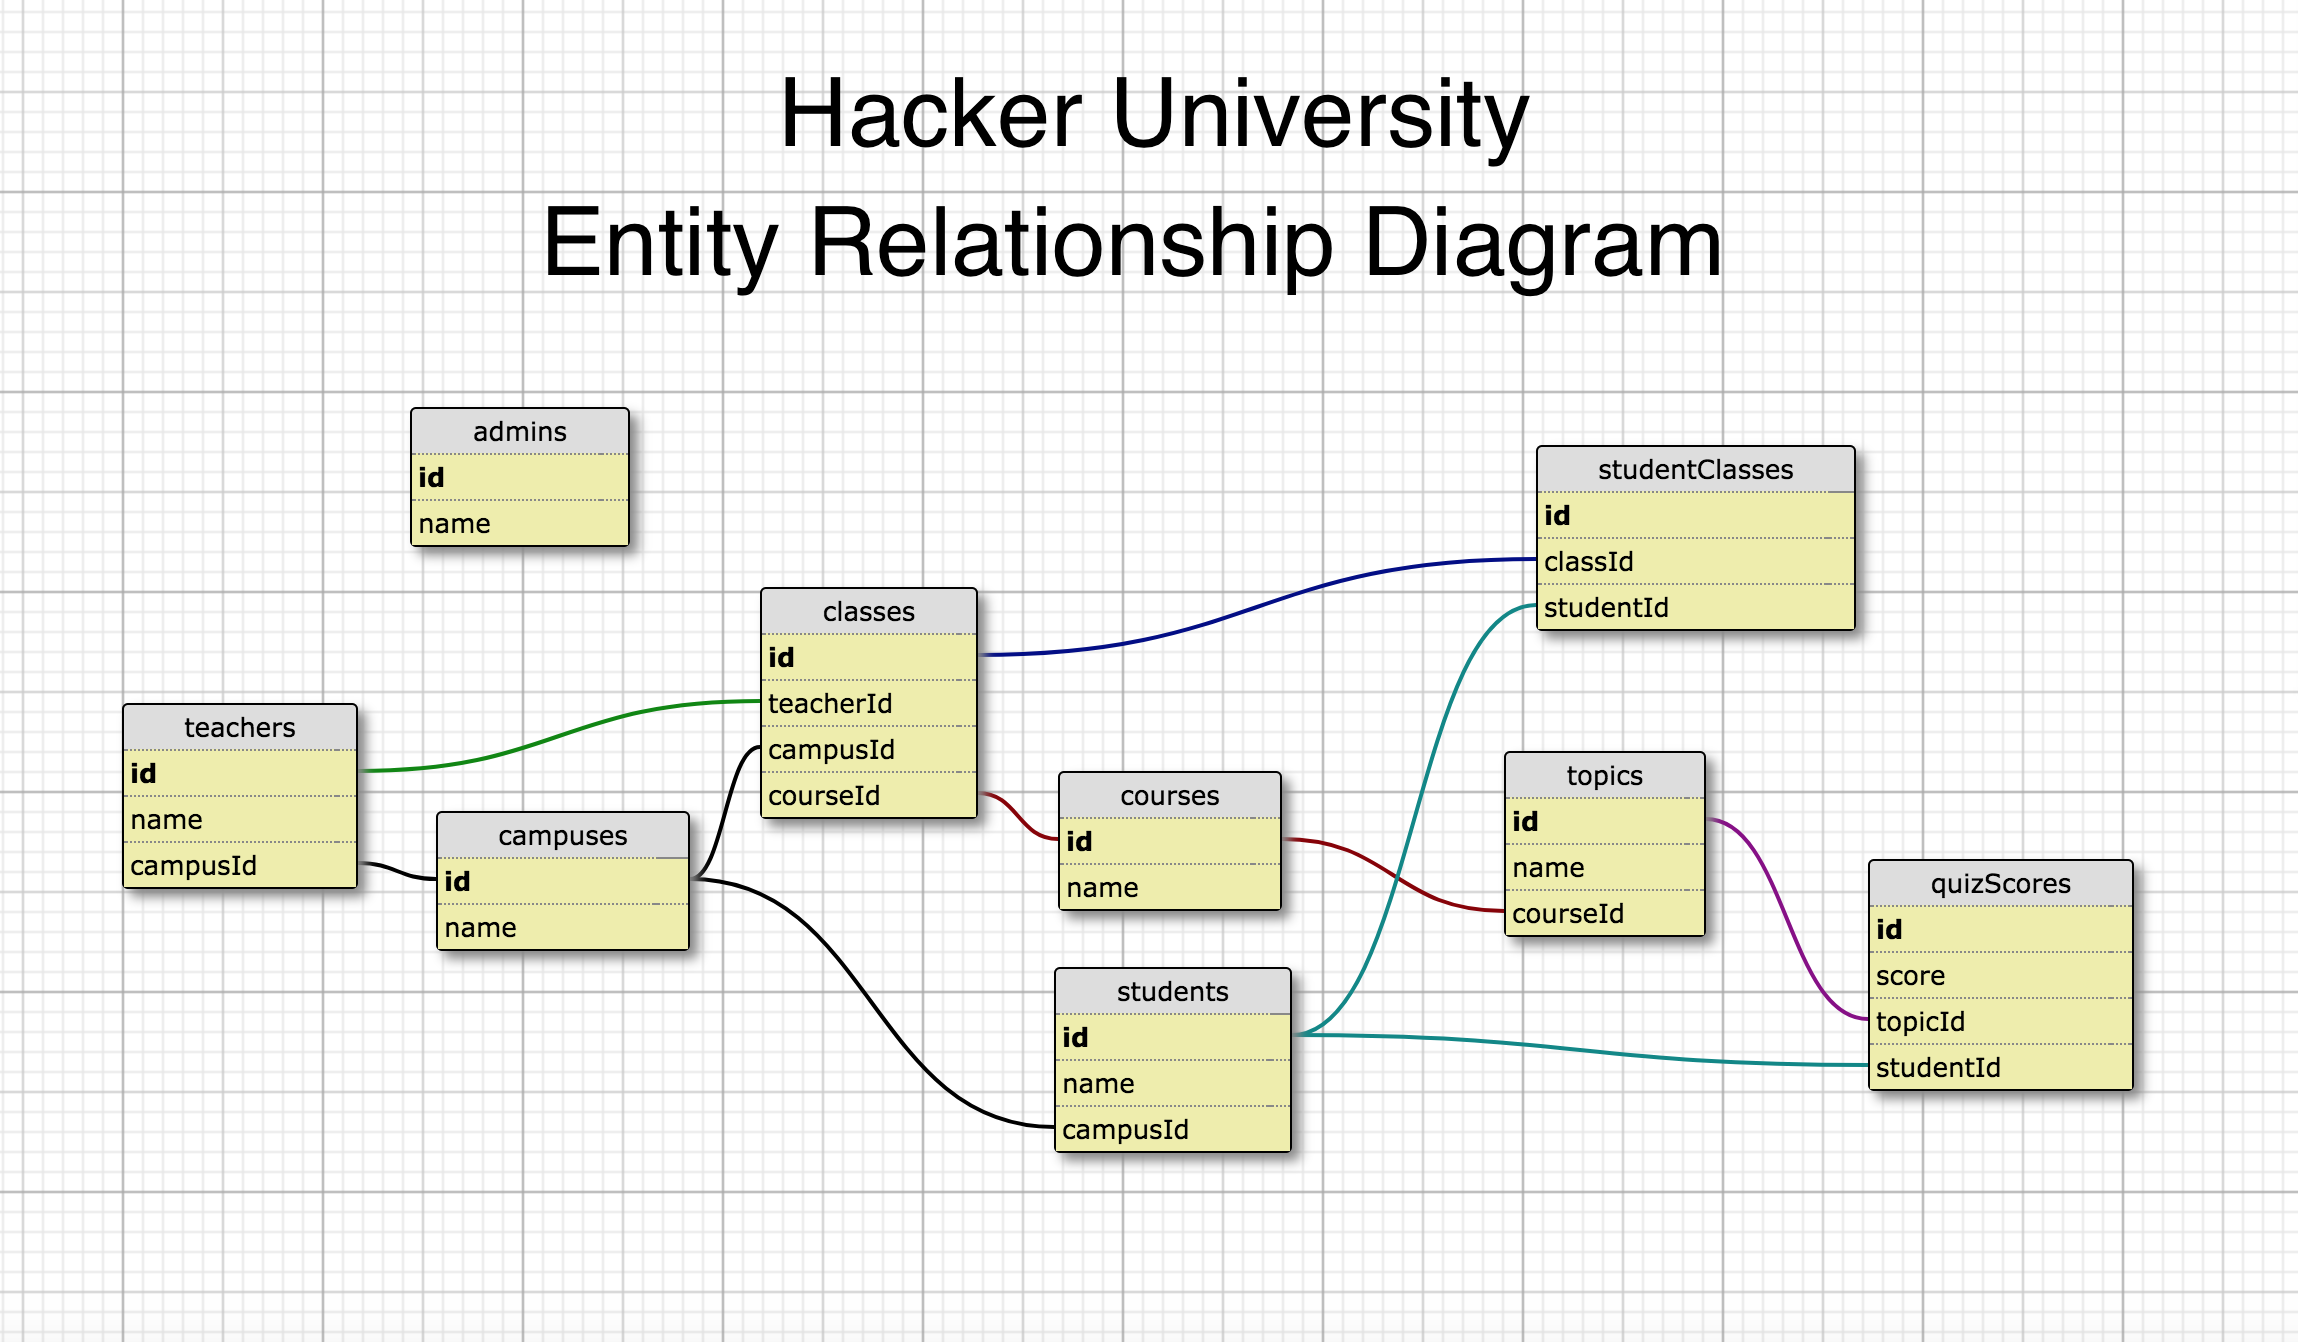 Hacker University
Entity Relationship Diagram
admins
id
name
studentClasses
id
classId
studentId
classes
id
teacherId
campusId
courseId
teachers
id
name
campusId
campuses
id
name
courses
id
name
topics
id
name
courseId
quizScores
id
score
topicId
studentId
students
id
name
campusId